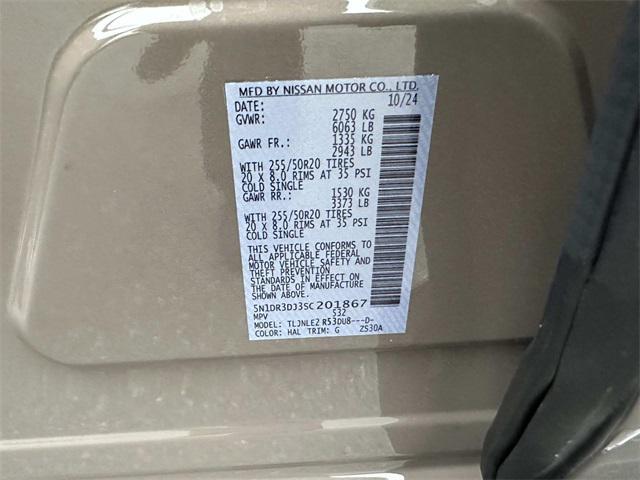 MFD BY NISSAN MOTOR CO., LTD.
DATE: 10/24
GVWR: 2750 KG
6063 LB
GAWR FR.: 1335 KG
2943 LB
WITH 255/50R20 TIRES
20 X 8.0 RIMS AT 35 PSI
COLD SINGLE
GAWR RR.: 1530 KG
3373 LB
WITH 255/50R20 TIRES
20 X 8.0 RIMS AT 35 PSI
COLD SINGLE
THIS VEHICLE CONFORMS TO
ALL APPLICABLE FEDERAL
MOTOR VEHICLE SAFETY AND
THEFT PREVENTION
STANDARDS IN EFFECT ON
THE DATE OF MANUFACTURE
SHOWN ABOVE.
5N1DR3DJ3SC201867
MPV 532
MODEL: TLJNLE2 R53DU8---D-
COLOR: HAL TRIM: G ZS30A